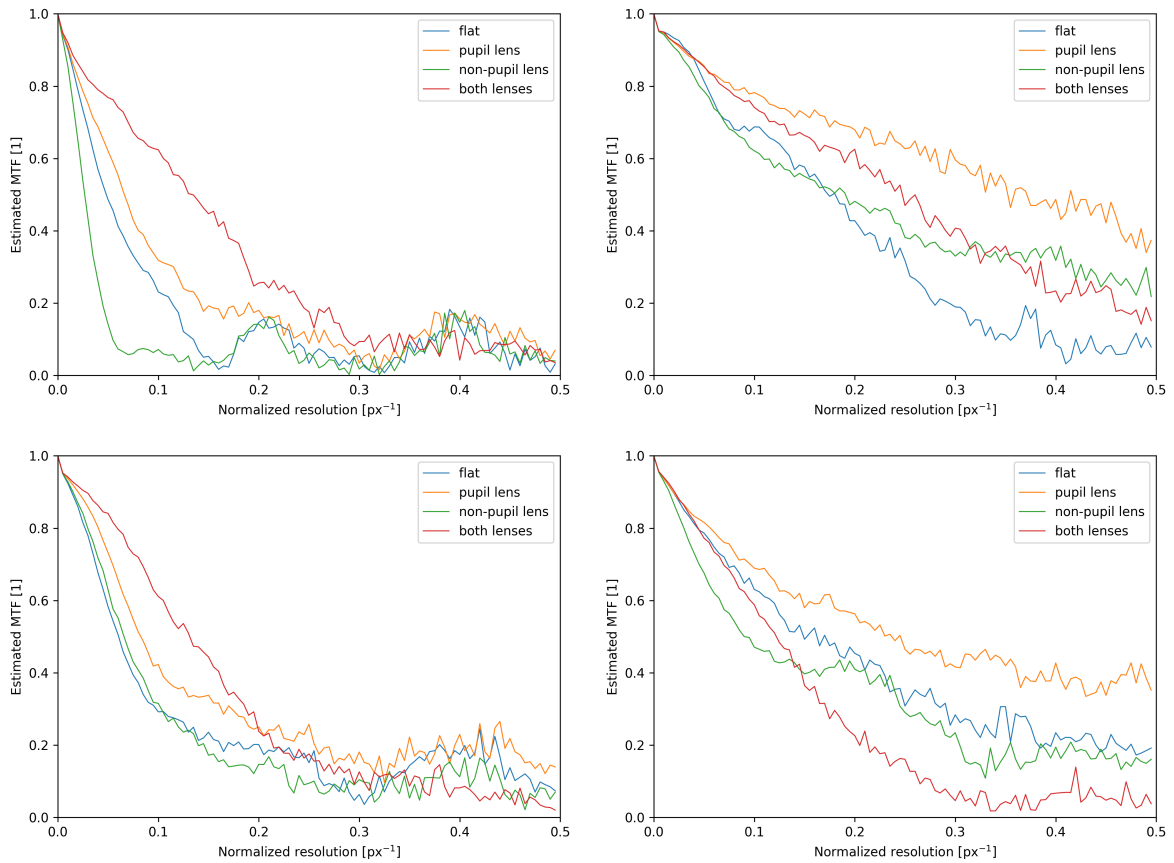 1.0
0.8
0.6
0.4
0.2
0.0
Estimated MTF [1]
flat
pupil lens
non-pupil lens
both lenses
0.0 0.1 0.2 0.3 0.4 0.5
Normalized resolution [px⁻¹]
1.0
0.8
0.6
0.4
0.2
0.0
Estimated MTF [1]
flat
pupil lens
non-pupil lens
both lenses
0.0 0.1 0.2 0.3 0.4 0.5
Normalized resolution [px⁻¹]
1.0
0.8
0.6
0.4
0.2
0.0
Estimated MTF [1]
flat
pupil lens
non-pupil lens
both lenses
0.0 0.1 0.2 0.3 0.4 0.5
Normalized resolution [px⁻¹]
1.0
0.8
0.6
0.4
0.2
0.0
Estimated MTF [1]
flat
pupil lens
non-pupil lens
both lenses
0.0 0.1 0.2 0.3 0.4 0.5
Normalized resolution [px⁻¹]